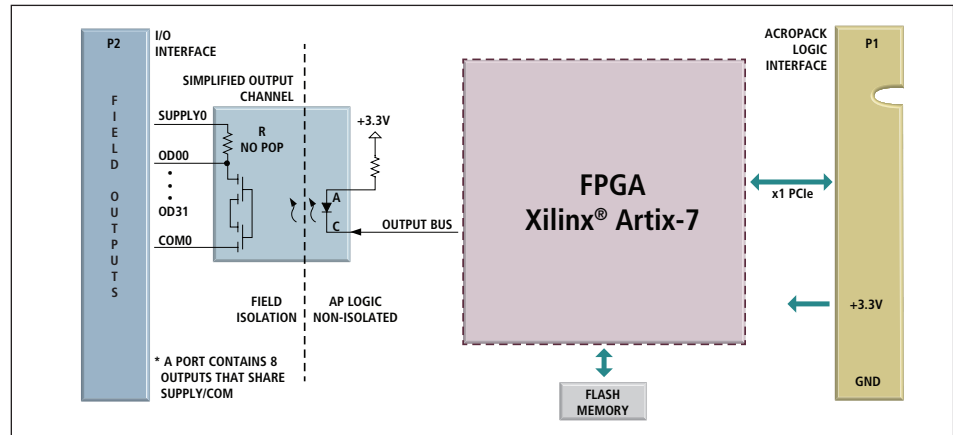 P2
I/O
INTERFACE
FIELD OUTPUTS
SIMPLIFIED OUTPUT
CHANNEL
SUPPLY0
R
NO POP
+3.3V
OD00
OD31
COM0
A
C
OUTPUT BUS
FIELD
ISOLATION
AP LOGIC
NON-ISOLATED
* A PORT CONTAINS 8
OUTPUTS THAT SHARE
SUPPLY/COM
FPGA
Xilinx® Artix-7
FLASH
MEMORY
x1 PCIe
ACROPACK
LOGIC
INTERFACE
P1
+3.3V
GND